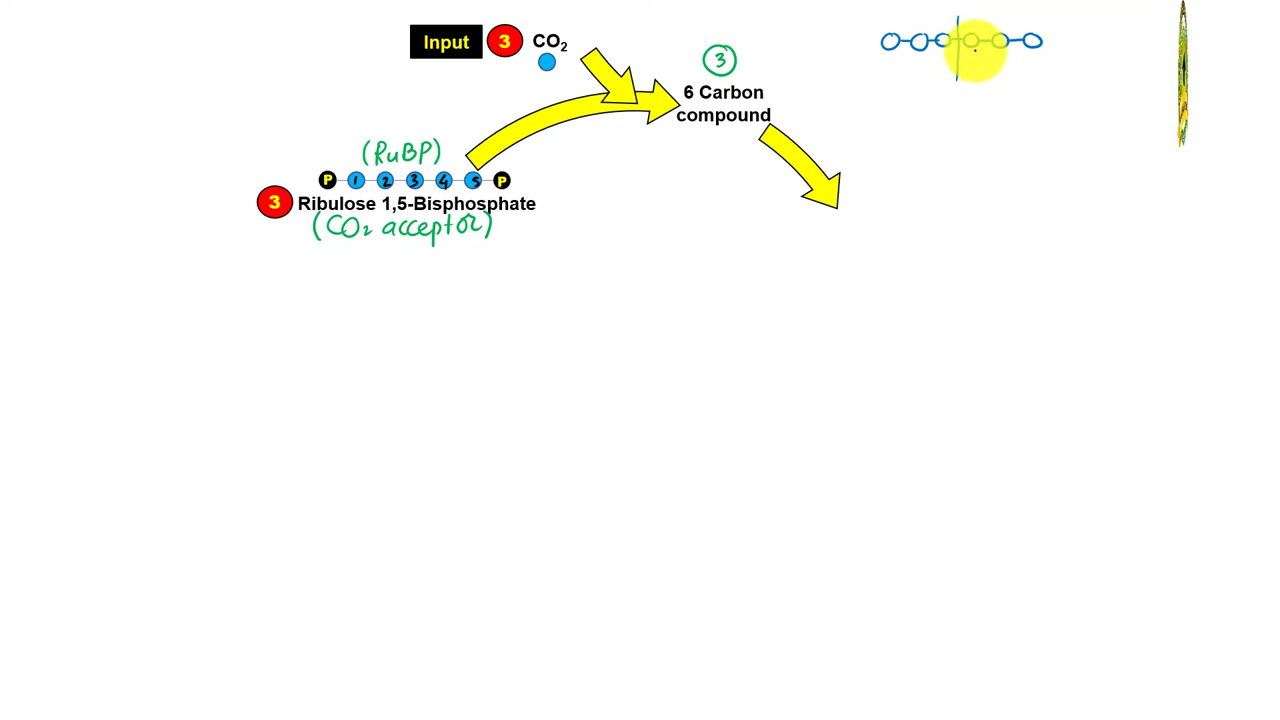 Input 3 CO₂
3
6 Carbon
compound
(RuBP)
P 1 2 3 4 5 P
3 Ribulose 1,5-Bisphosphate
(CO₂ acceptor)